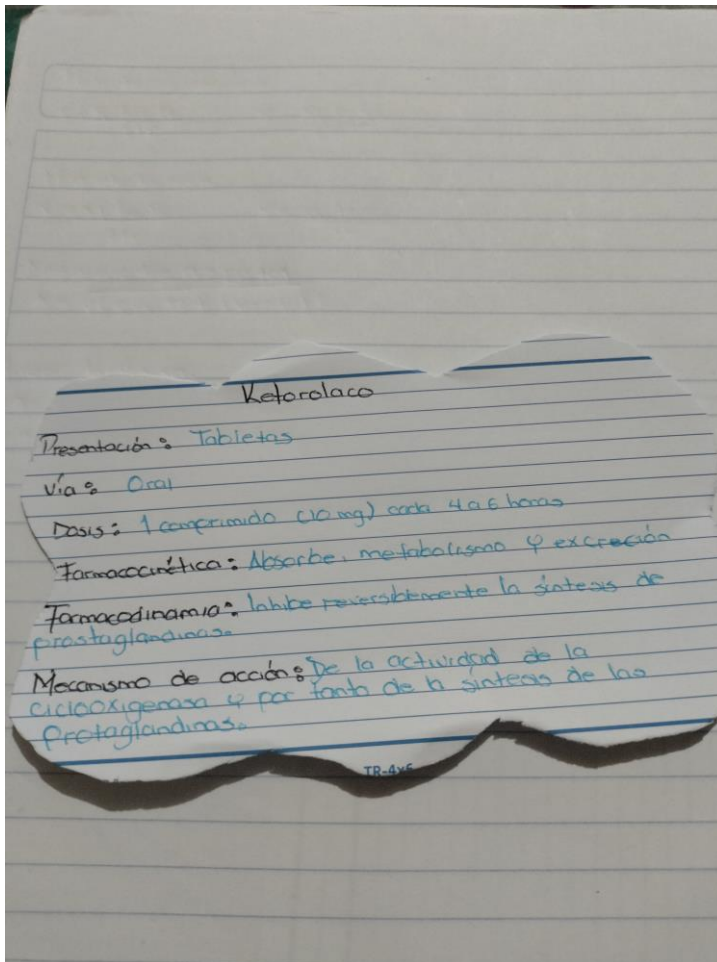 Ketorolaco
Presentación: Tabletas
Vía: Oral
Dosis: 1 comprimido (10 mg) cada 4 a 6 horas
Farmacocinética: Absorbe, metabolismo y excreción
Farmacodinamia: Inhibe reversiblemente la síntesis de
prostaglandinas.
Mecanismo de acción: De la actividad de la
ciclooxigenasa y por tanto de la síntesis de las
Protaglandinas.
TR-4x6